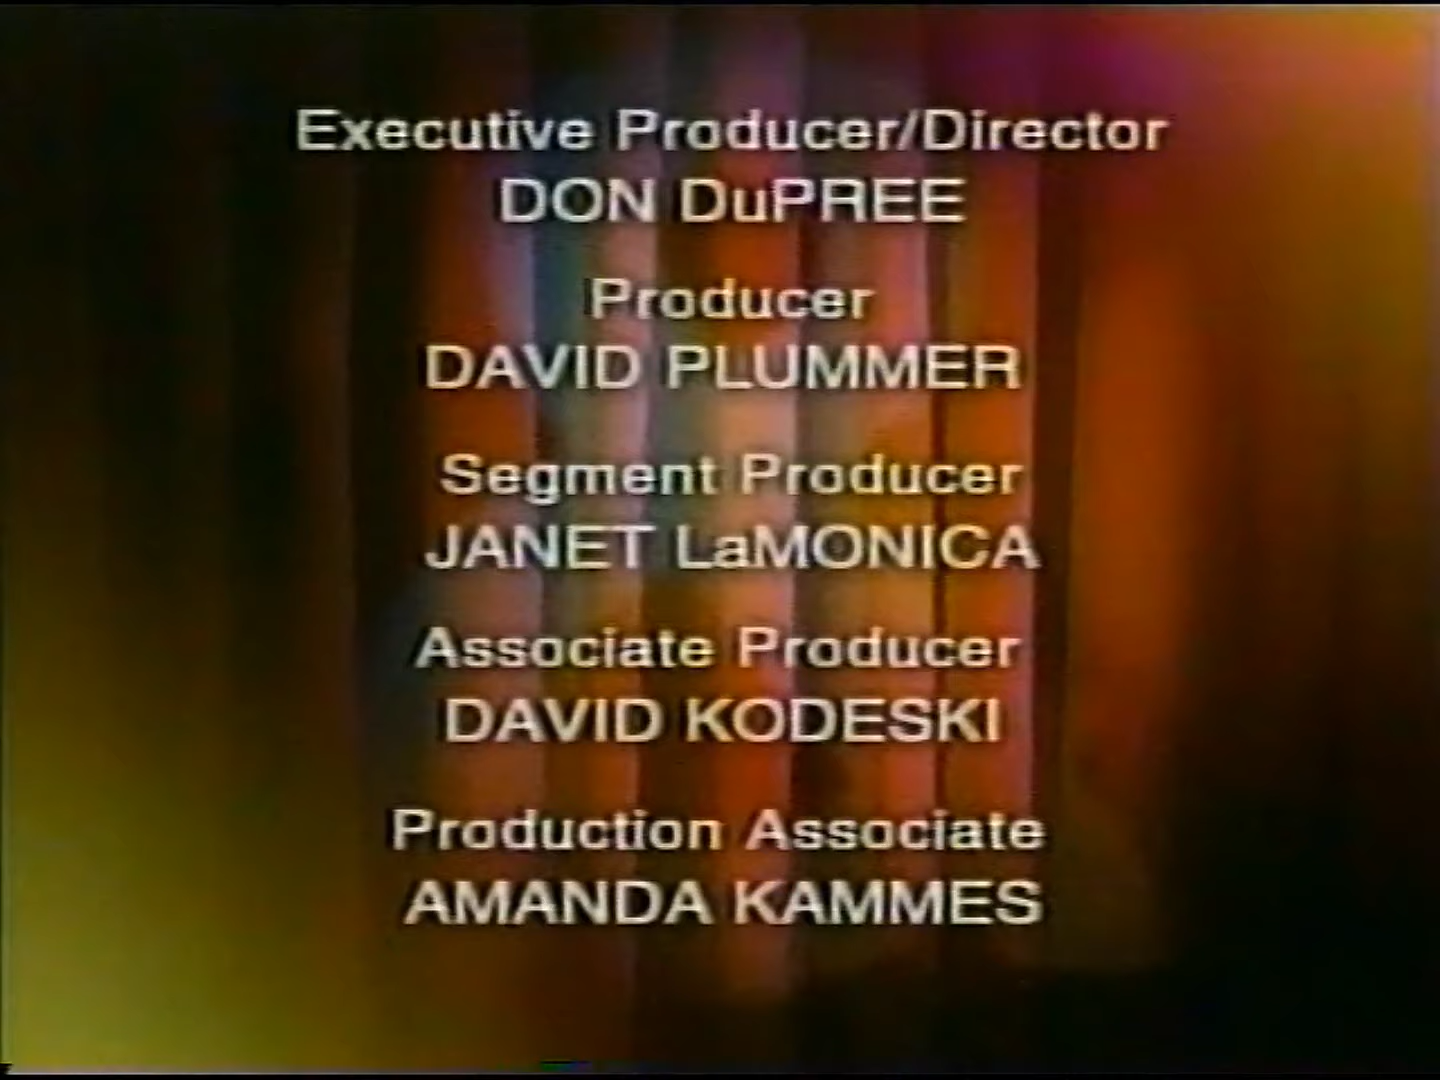 Executive Producer/Director
DON DuPREE
Producer
DAVID PLUMMER
Segment Producer
JANET LaMONICA
Associate Producer
DAVID KODESKI
Production Associate
AMANDA KAMMES